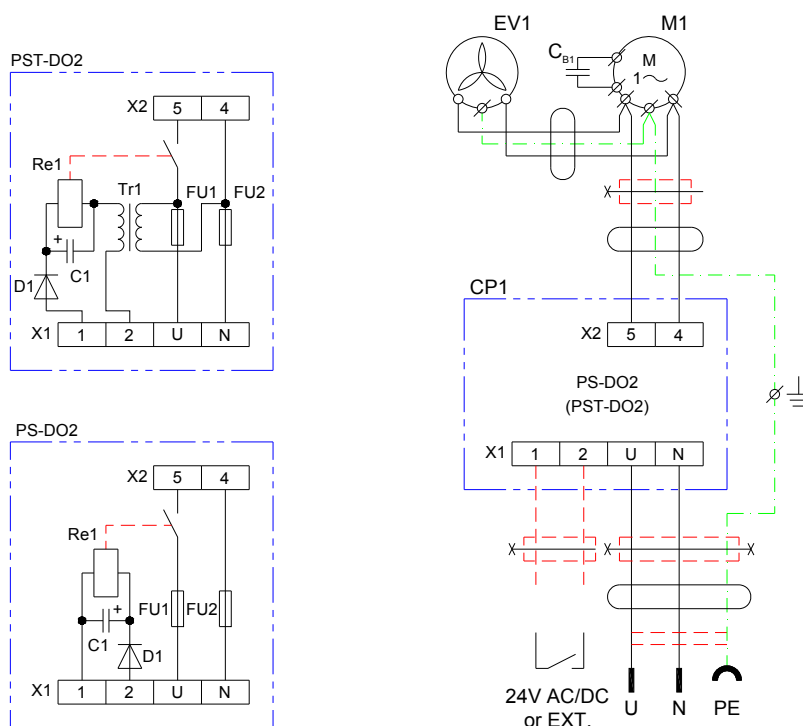 PST-DO2
X2 5 4
Re1
Tr1
FU1 FU2
+
C1
D1
X1 1 2 U N
PS-DO2
X2 5 4
Re1
FU1 FU2
+
C1
D1
X1 1 2 U N
EV1 M1
CB1
M
1~
CP1
X2 5 4
PS-DO2
(PST-DO2)
X1 1 2 U N
24V AC/DC
or EXT.
U N PE